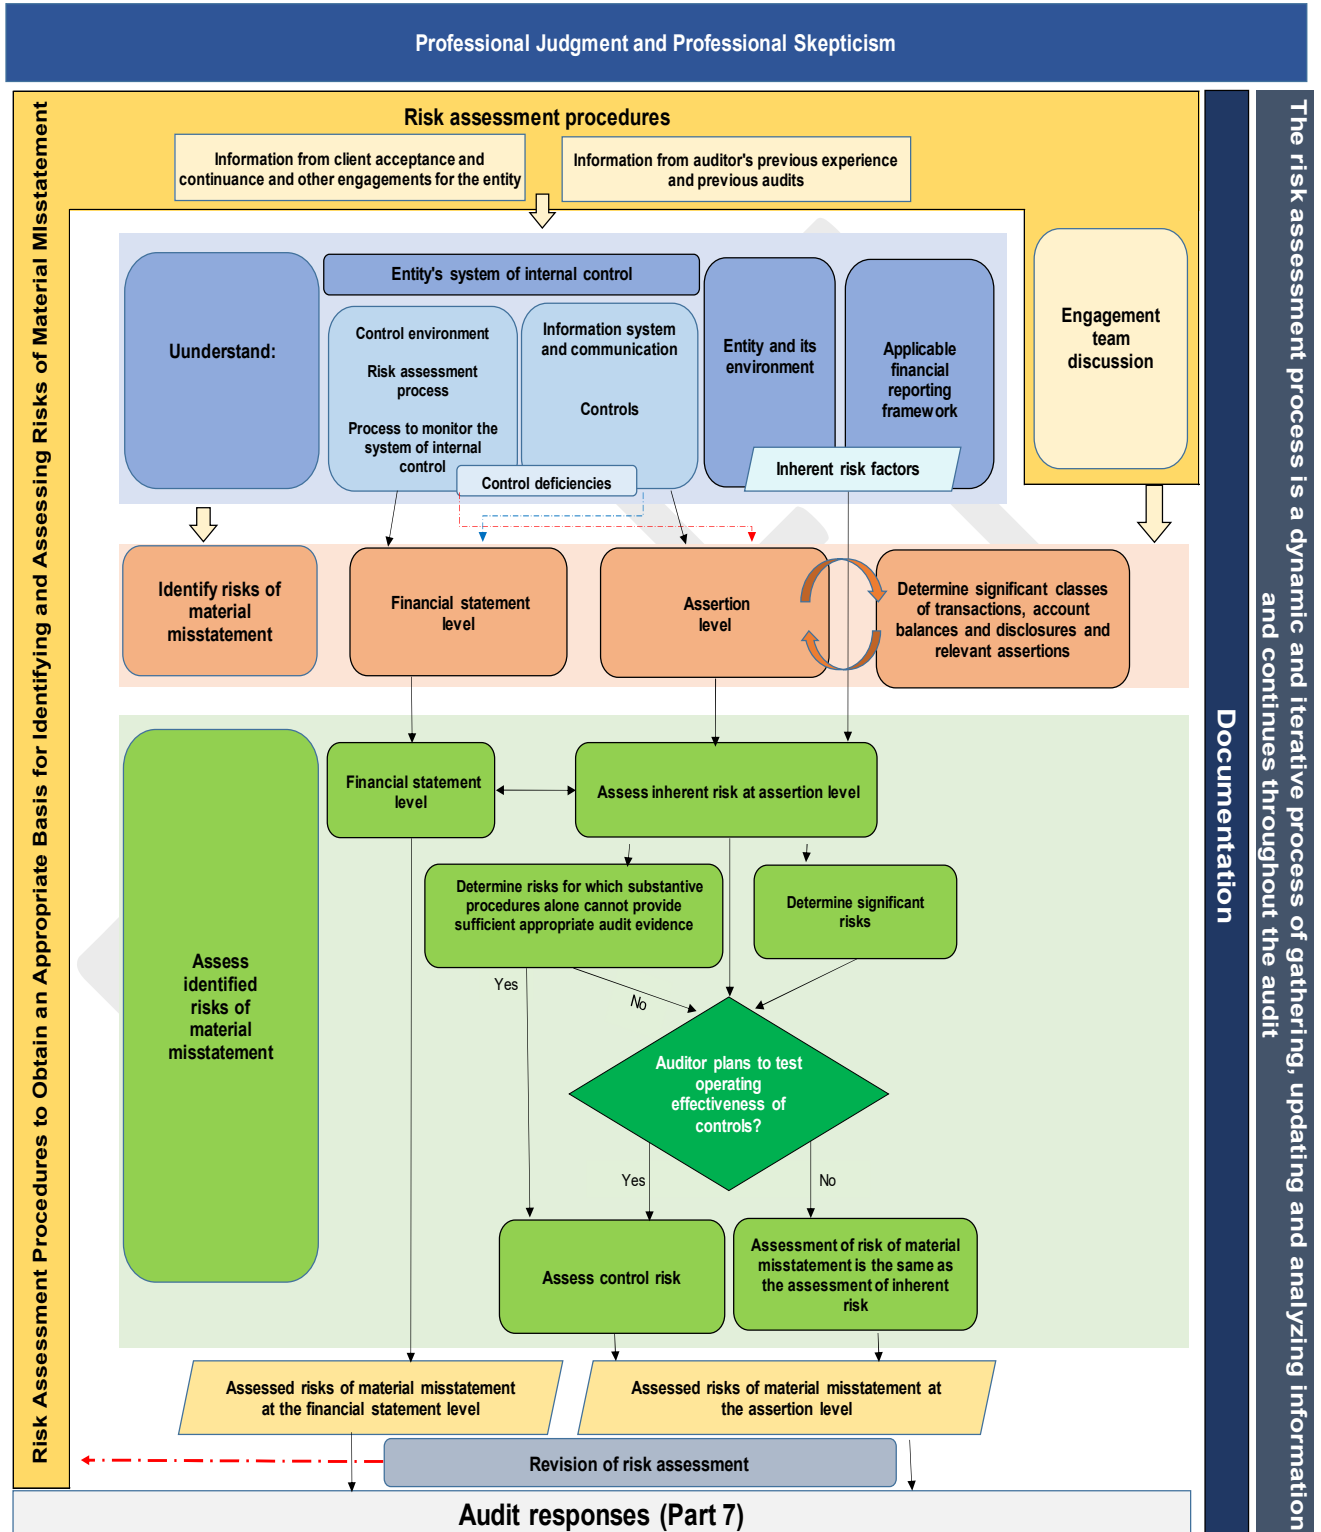 Professional Judgment and Professional Skepticism
Risk Assessment Procedures to Obtain an Appropriate Basis for Identifying and Assessing Risks of Material MIsstatement
Risk assessment procedures
Information from client acceptance and
continuance and other engagements for the entity
Information from auditor's previous experience
and previous audits
Uunderstand:
Entity's system of internal control
Control environment
Risk assessment
process
Process to monitor the
system of internal
control
Information system
and communication
Controls
Control deficiencies
Entity and its
environment
Applicable
financial
reporting
framework
Inherent risk factors
Engagement
team
discussion
Identify risks of
material
misstatement
Financial statement
level
Assertion
level
Determine significant classes
of transactions, account
balances and disclosures and
relevant assertions
Assess
identified
risks of
material
misstatement
Financial statement
level
Assess inherent risk at assertion level
Determine risks for which substantive
procedures alone cannot provide
sufficient appropriate audit evidence
Determine significant
risks
Yes
No
Auditor plans to test
operating
effectiveness of
controls?
Yes
No
Assess control risk
Assessment of risk of material
misstatement is the same as
the assessment of inherent
risk
Assessed risks of material misstatement
at the financial statement level
Assessed risks of material misstatement at
the assertion level
Revision of risk assessment
Audit responses (Part 7)
Documentation
The risk assessment process is a dynamic and iterative process of gathering, updating and analyzing information
and continues throughout the audit